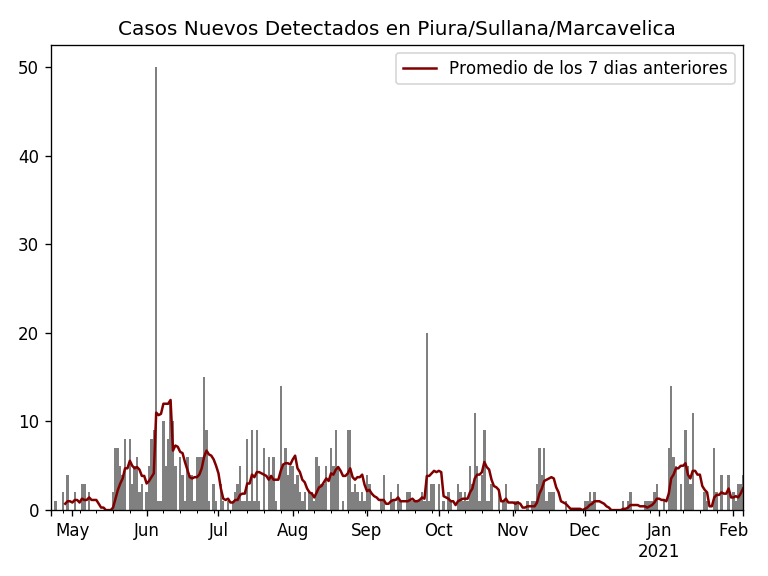 Casos Nuevos Detectados en Piura/Sullana/Marcavelica
Promedio de los 7 dias anteriores
50
40
30
20
10
0
May Jun Jul Aug Sep Oct Nov Dec Jan Feb
2021